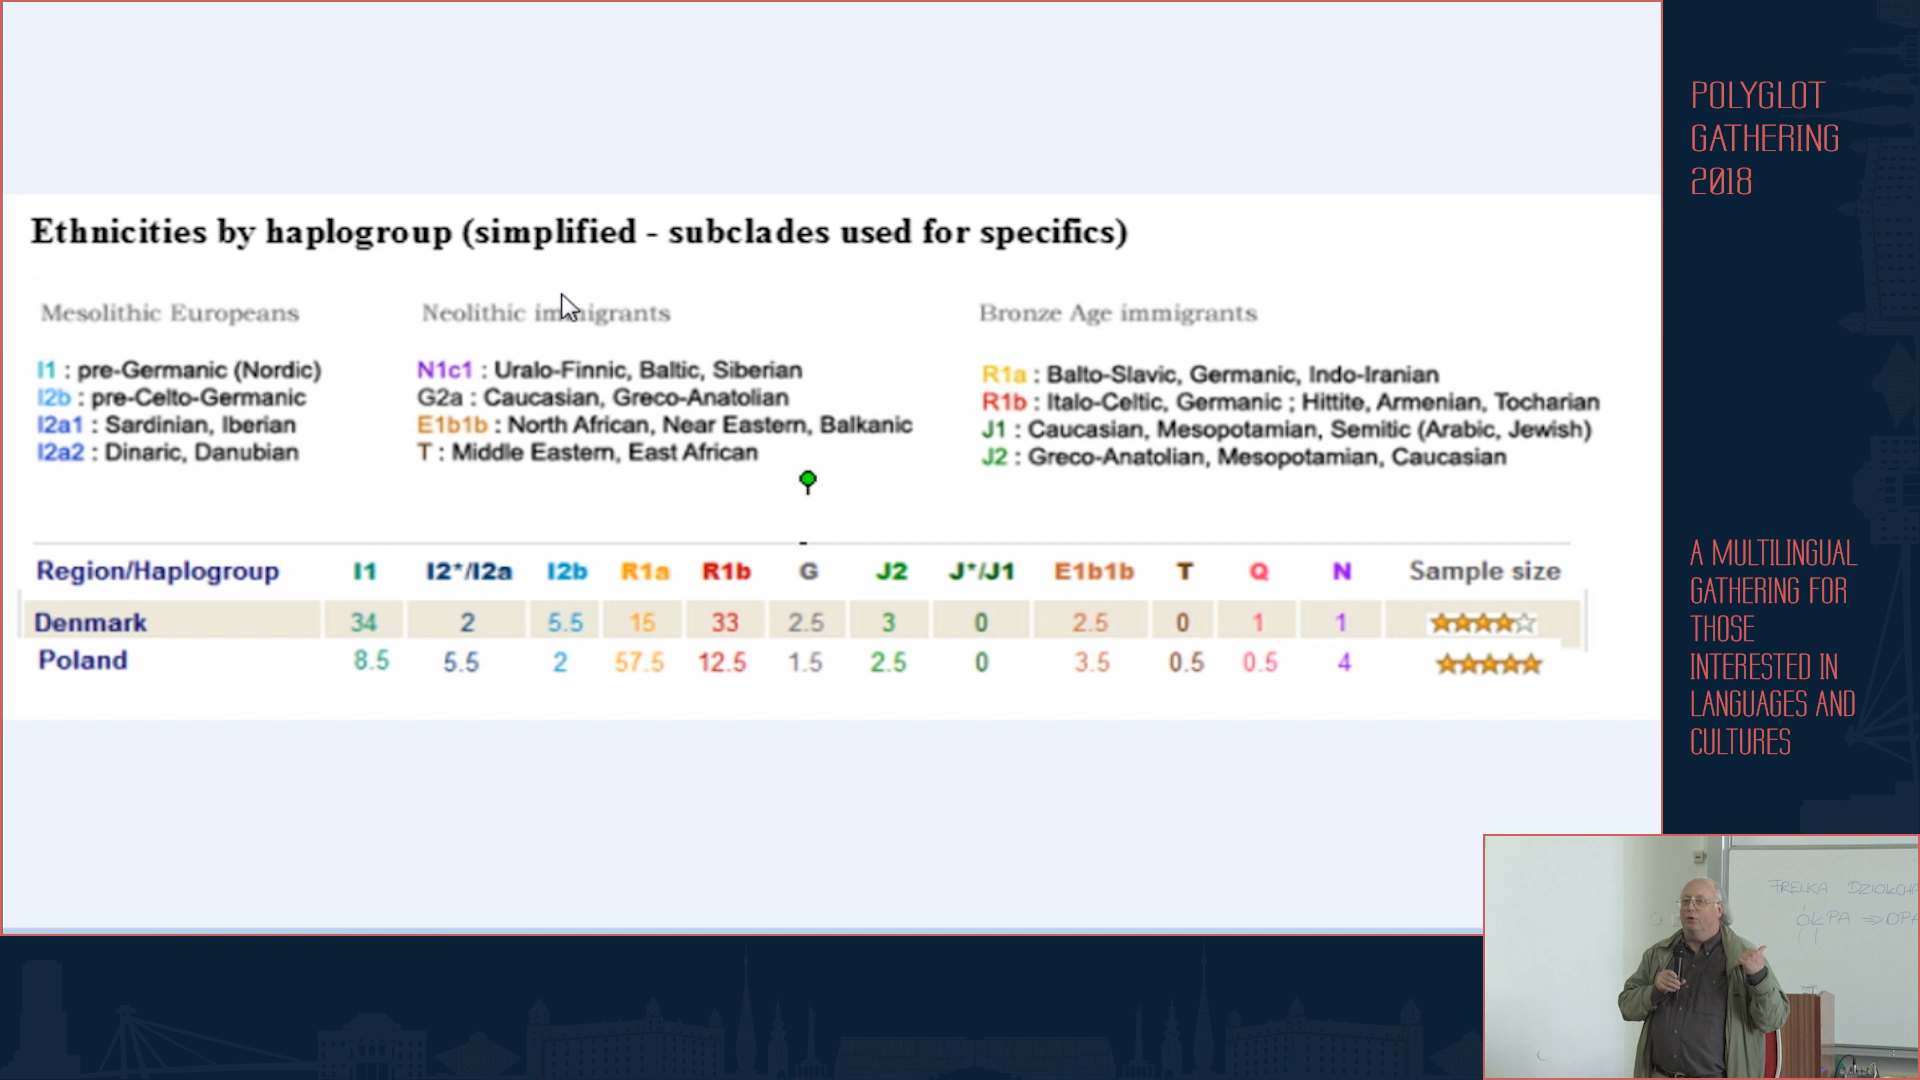 Ethnicities by haplogroup (simplified - subclades used for specifics)
Mesolithic Europeans
I1 : pre-Germanic (Nordic)
I2b : pre-Celto-Germanic
I2a1 : Sardinian, Iberian
I2a2 : Dinaric, Danubian
Neolithic immigrants
N1c1 : Uralo-Finnic, Baltic, Siberian
G2a : Caucasian, Greco-Anatolian
E1b1b : North African, Near Eastern, Balkanic
T : Middle Eastern, East African
Bronze Age immigrants
R1a : Balto-Slavic, Germanic, Indo-Iranian
R1b : Italo-Celtic, Germanic ; Hittite, Armenian, Tocharian
J1 : Caucasian, Mesopotamian, Semitic (Arabic, Jewish)
J2 : Greco-Anatolian, Mesopotamian, Caucasian
Region/Haplogroup I1 I2*/I2a I2b R1a R1b G J2 J*/J1 E1b1b T Q N Sample size
Denmark 34 2 5.5 15 33 2.5 3 0 2.5 0 1 1
Poland 8.5 5.5 2 57.5 12.5 1.5 2.5 0 3.5 0.5 0.5 4
POLYGLOT
GATHERING
2018
A MULTILINGUAL
GATHERING FOR
THOSE
INTERESTED IN
LANGUAGES AND
CULTURES